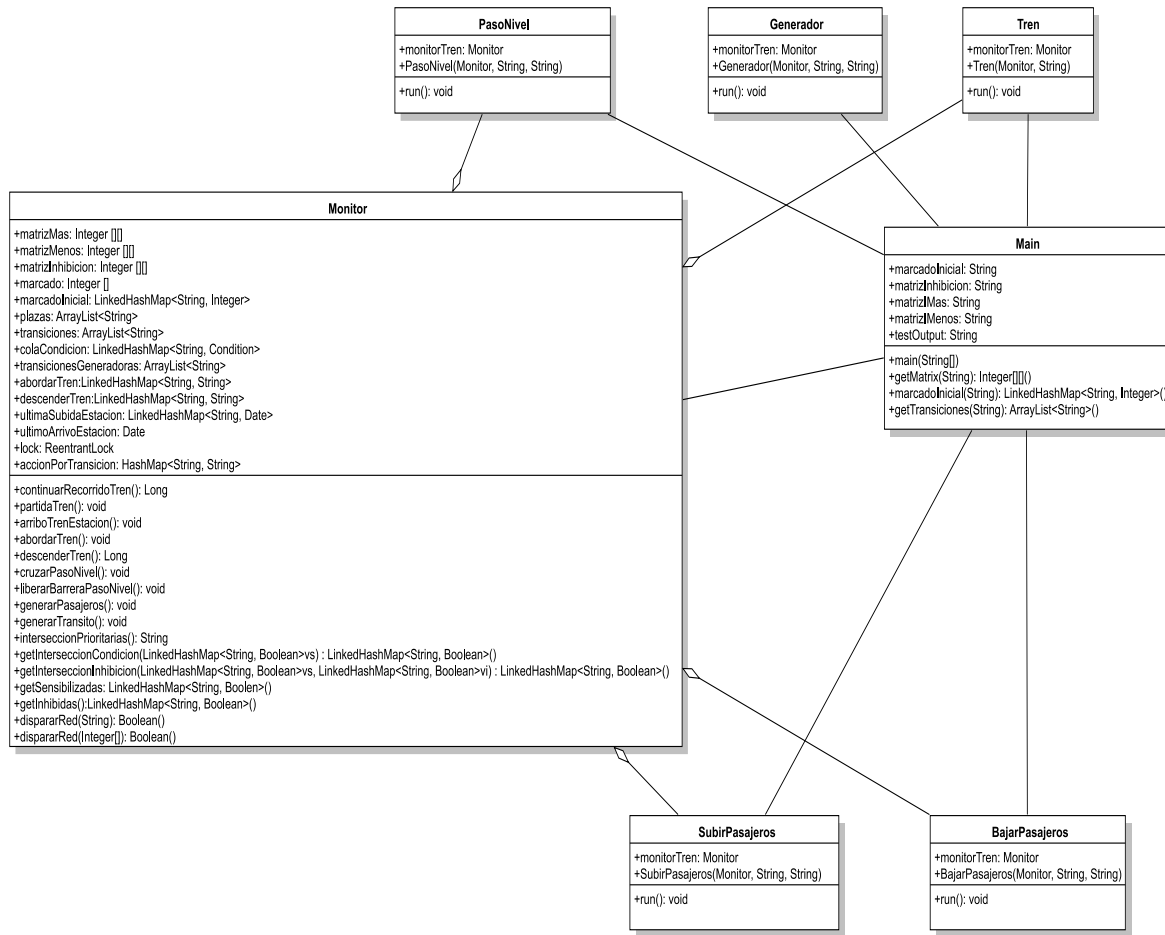 PasoNivel
+monitorTren: Monitor
+PasoNivel(Monitor, String, String)
+run(): void
Generador
+monitorTren: Monitor
+Generador(Monitor, String, String)
+run(): void
Tren
+monitorTren: Monitor
+Tren(Monitor, String)
+run(): void
Monitor
+matrizMas: Integer [][]
+matrizMenos: Integer [][]
+matrizInhibicion: Integer [][]
+marcado: Integer []
+marcadoInicial: LinkedHashMap<String, Integer>
+plazas: ArrayList<String>
+transiciones: ArrayList<String>
+colaCondicion: LinkedHashMap<String, Condition>
+transicionesGeneradoras: ArrayList<String>
+abordarTren:LinkedHashMap<String, String>
+descenderTren:LinkedHashMap<String, String>
+ultimaSubidaEstacion: LinkedHashMap<String, Date>
+ultimoArrivoEstacion: Date
+lock: ReentrantLock
+accionPorTransicion: HashMap<String, String>
+continuarRecorridoTren(): Long
+partidaTren(): void
+arriboTrenEstacion(): void
+abordarTren(): void
+descenderTren(): Long
+cruzarPasoNivel(): void
+liberarBarreraPasoNivel(): void
+generarPasajeros(): void
+generarTransito(): void
+interseccionPrioritarias(): String
+getInterseccionCondicion(LinkedHashMap<String, Boolean>vs) : LinkedHashMap<String, Boolean>()
+getInterseccionInhibicion(LinkedHashMap<String, Boolean>vs, LinkedHashMap<String, Boolean>vi) : LinkedHashMap<String, Boolean>()
+getSensibilizadas: LinkedHashMap<String, Boolen>()
+getInhibidas():LinkedHashMap<String, Boolean>()
+dispararRed(String): Boolean()
+dispararRed(Integer[]): Boolean()
Main
+marcadoInicial: String
+matrizInhibicion: String
+matrizIMas: String
+matrizIMenos: String
+testOutput: String
+main(String[])
+getMatrix(String): Integer[][]()
+marcadoInicial(String): LinkedHashMap<String, Integer>()
+getTransiciones(String): ArrayList<String>()
SubirPasajeros
+monitorTren: Monitor
+SubirPasajeros(Monitor, String, String)
+run(): void
BajarPasajeros
+monitorTren: Monitor
+BajarPasajeros(Monitor, String, String)
+run(): void